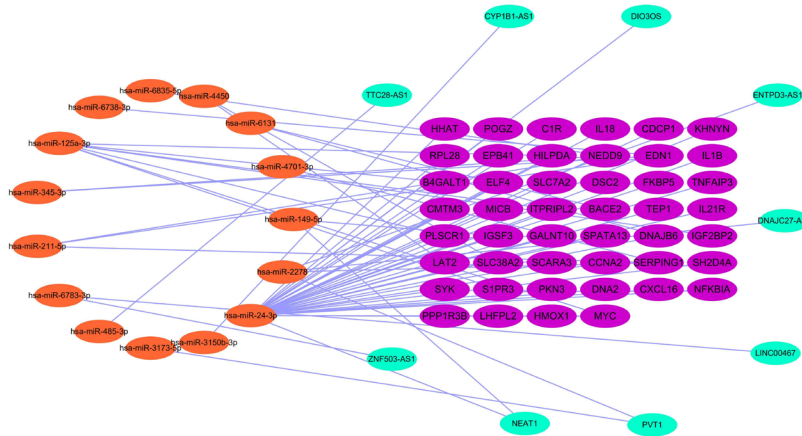 CYP1B1-AS1
DIO3OS
hsa-miR-6835-5p
hsa-miR-4450
TTC28-AS1
ENTPD3-AS1
hsa-miR-6738-3p
hsa-miR-6131
HHAT POGZ C1R IL18 CDCP1 KHNYN
hsa-miR-125a-3p
RPL28 EPB41 HILPDA NEDD9 EDN1 IL1B
hsa-miR-4701-3p
B4GALT1 ELF4 SLC7A2 DSC2 FKBP5 TNFAIP3
hsa-miR-345-3p
CMTM3 MICB ITPRIPL2 BACE2 TEP1 IL21R
hsa-miR-149-5p
DNAJC27-A
PLSCR1 IGSF3 GALNT10 SPATA13 DNAJB6 IGF2BP2
hsa-miR-211-5p
LAT2 SLC38A2 SCARA3 CCNA2 SERPING1 SH2D4A
hsa-miR-2278
SYK S1PR3 PKN3 DNA2 CXCL16 NFKBIA
hsa-miR-6783-3p
hsa-miR-24-3p
PPP1R3B LHFPL2 HMOX1 MYC
hsa-miR-485-3p
hsa-miR-3173-5p
hsa-miR-3150b-3p
ZNF503-AS1
LINC00467
NEAT1
PVT1